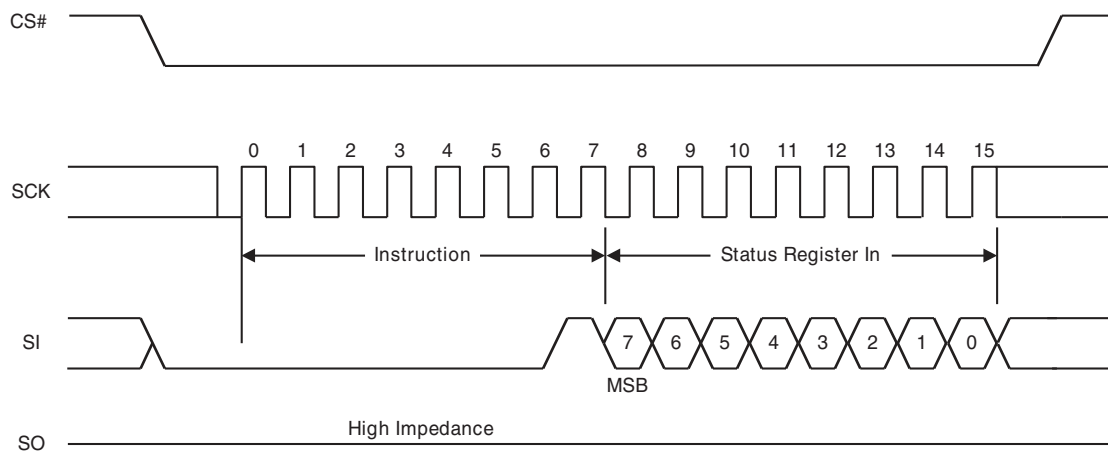 CS#
0 1 2 3 4 5 6 7 8 9 10 11 12 13 14 15
SCK
Instruction Status Register In
SI 7 6 5 4 3 2 1 0
MSB
High Impedance
SO